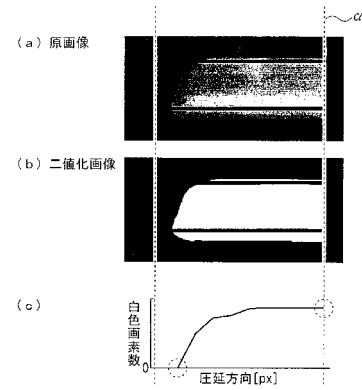 α
(a)原画像
(b)二値化画像
(c)
白色画素数
0
圧延方向[px]